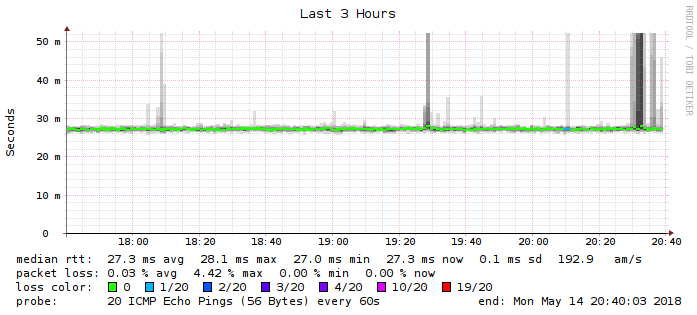 Last 3 Hours
RRDTOOL / TOBI OETIKER
Seconds
50 m
40 m
30 m
20 m
10 m
0
18:00 18:20 18:40 19:00 19:20 19:40 20:00 20:20 20:40
median rtt: 27.3 ms avg 28.1 ms max 27.0 ms min 27.3 ms now 0.1 ms sd 192.9 am/s
packet loss: 0.03 % avg 4.42 % max 0.00 % min 0.00 % now
loss color: 0 1/20 2/20 3/20 4/20 10/20 19/20
probe: 20 ICMP Echo Pings (56 Bytes) every 60s end: Mon May 14 20:40:03 2018